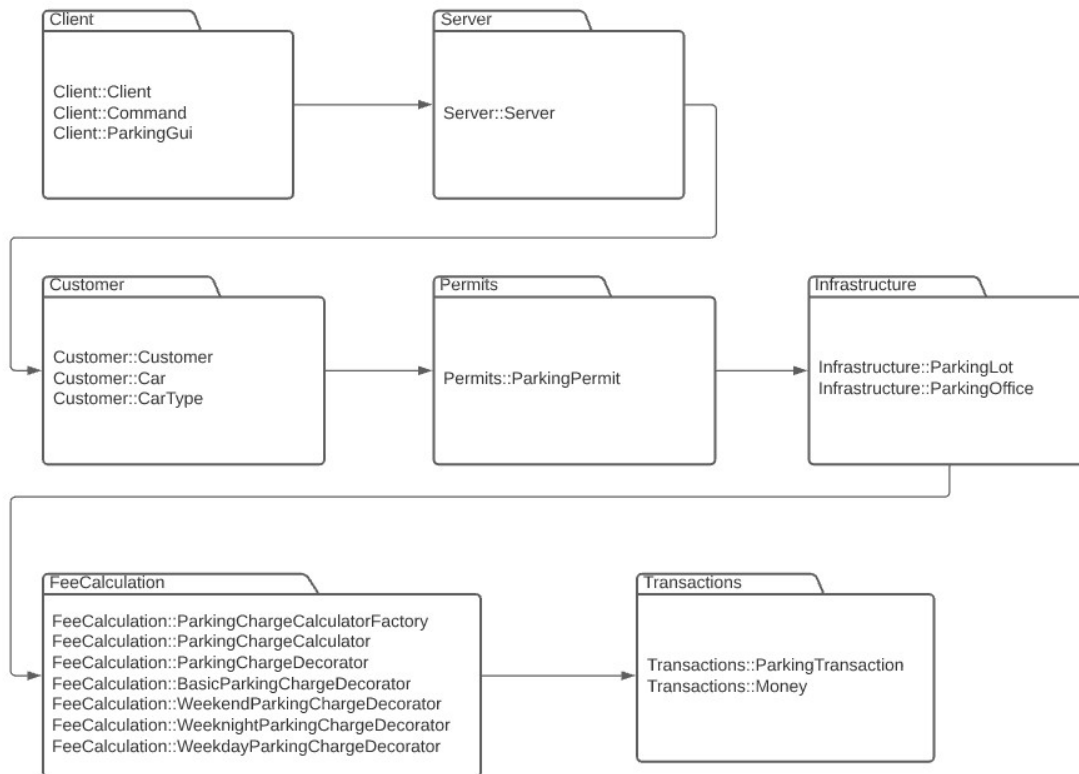 Client
Client::Client
Client::Command
Client::ParkingGui
Server
Server::Server
Customer
Customer::Customer
Customer::Car
Customer::CarType
Permits
Permits::ParkingPermit
Infrastructure
Infrastructure::ParkingLot
Infrastructure::ParkingOffice
FeeCalculation
FeeCalculation::ParkingChargeCalculatorFactory
FeeCalculation::ParkingChargeCalculator
FeeCalculation::ParkingChargeDecorator
FeeCalculation::BasicParkingChargeDecorator
FeeCalculation::WeekendParkingChargeDecorator
FeeCalculation::WeeknightParkingChargeDecorator
FeeCalculation::WeekdayParkingChargeDecorator
Transactions
Transactions::ParkingTransaction
Transactions::Money